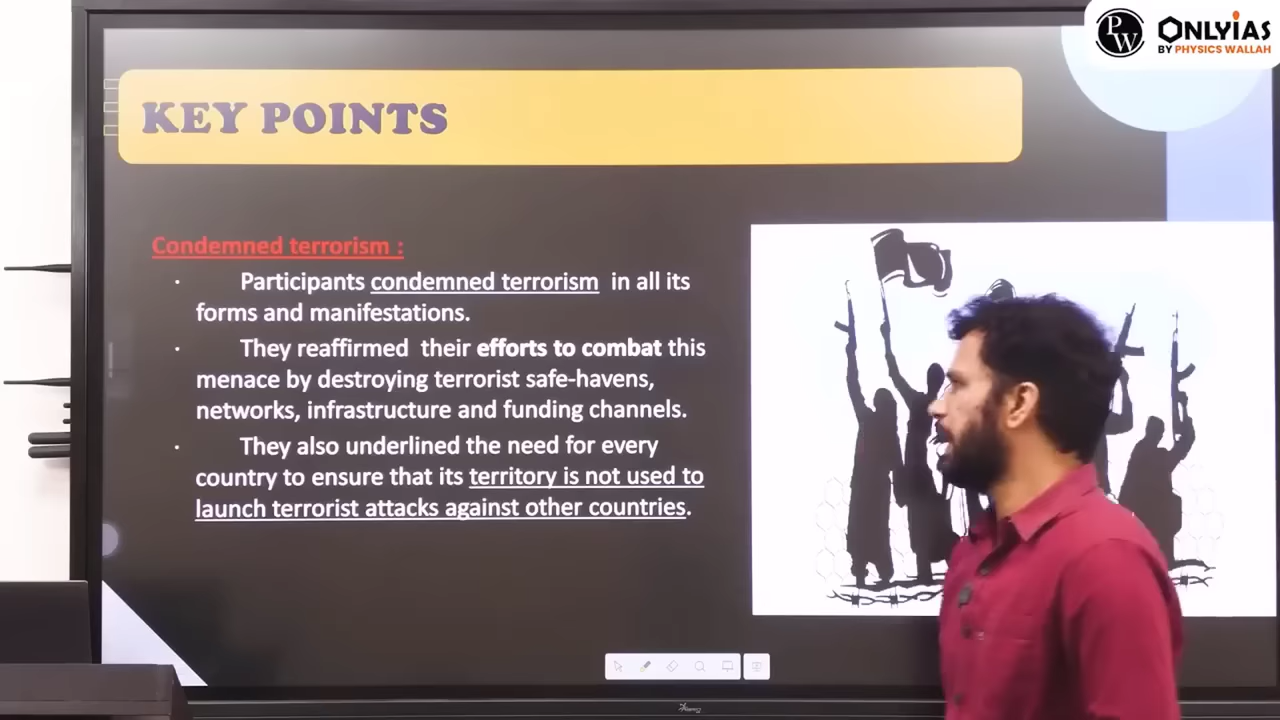 PW
ONLYIAS
BY PHYSICS WALLAH
KEY POINTS
Condemned terrorism :
· Participants condemned terrorism in all its
forms and manifestations.
· They reaffirmed their efforts to combat this
menace by destroying terrorist safe-havens,
networks, infrastructure and funding channels.
· They also underlined the need for every
country to ensure that its territory is not used to
launch terrorist attacks against other countries.